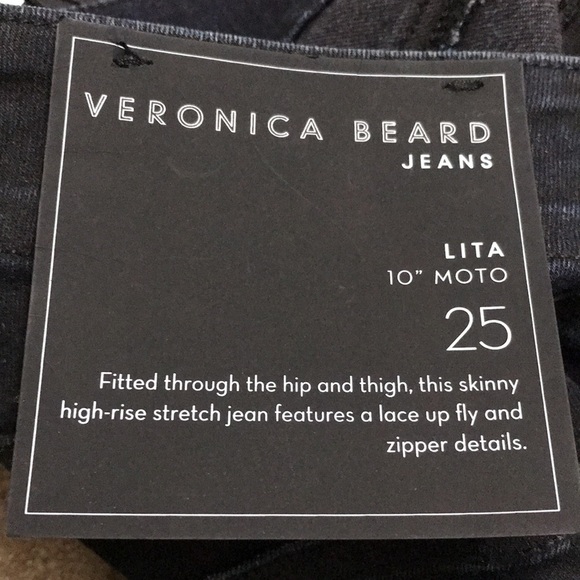 VERONICA BEARD
JEANS
LITA
10” MOTO
25
Fitted through the hip and thigh, this skinny
high-rise stretch jean features a lace up fly and
zipper details.